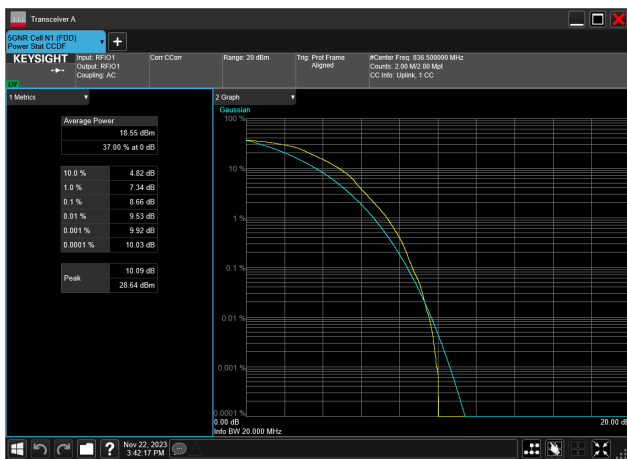 Transceiver A
5GNR Cell N1 (FDD)
Power Stat CCDF
KEYSIGHT
LXI
Input: RFIO1
Output: RFIO1
Coupling: AC
Corr CCorr
Range: 20 dBm
Trig: Prot Frame
Aligned
#Center Freq: 836.500000 MHz
Counts: 2.00 M/2.00 Mpt
CC Info: Uplink, 1 CC
1 Metrics
Average Power
18.55 dBm
37.00 % at 0 dB
10.0 % 4.82 dB
1.0 % 7.34 dB
0.1 % 8.66 dB
0.01 % 9.53 dB
0.001 % 9.92 dB
0.0001 % 10.03 dB
Peak
10.09 dB
28.64 dBm
2 Graph
Gaussian
100 %
10 %
1 %
0.1 %
0.01 %
0.001 %
0.0001 %
0.00 dB
20.00 dB
Info BW 20.000 MHz
Nov 22, 2023
3:42:17 PM